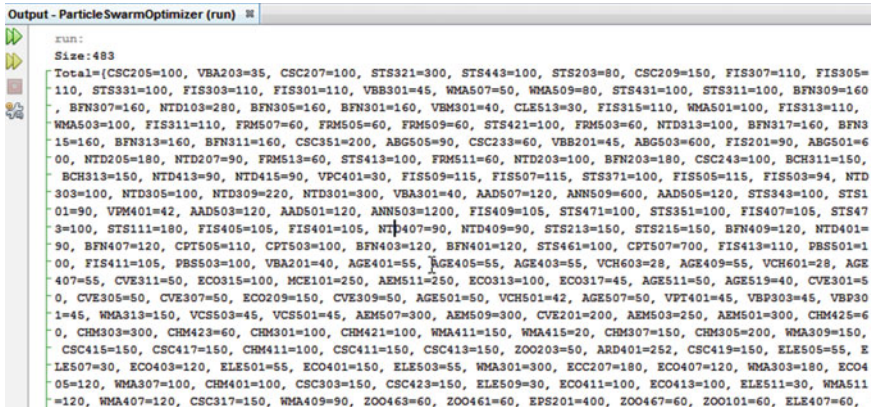 Output - ParticleSwarmOptimizer (run)
run:
Size:483
Total={CSC205=100, VBA203=35, CSC207=100, STS321=300, STS443=100, STS203=80, CSC209=150, FIS307=110, FIS305=
110, STS331=100, FIS303=110, FIS301=110, VBB301=45, WMA507=50, WMA509=80, STS431=100, STS311=100, BFN309=160
, BFN307=160, NTD103=280, BFN305=160, BFN301=160, VBM301=40, CLE513=30, FIS315=110, WMA501=100, FIS313=110,
WMA503=100, FIS311=110, FRM507=60, FRM505=60, FRM509=60, STS421=100, FRM503=60, NTD313=100, BFN317=160, BFN3
15=160, BFN313=160, BFN311=160, CSC351=200, ABG505=90, CSC233=60, VBB201=45, ABG503=600, FIS201=90, ABG501=6
00, NTD205=180, NTD207=90, FRM513=60, STS413=100, FRM511=60, NTD203=100, BFN203=180, CSC243=100, BCH311=150,
BCH313=150, NTD413=90, NTD415=90, VPC401=30, FIS509=115, FIS507=115, STS371=100, FIS505=115, FIS503=94, NTD
303=100, NTD305=100, NTD309=220, NTD301=300, VBA301=40, AAD507=120, ANN509=600, AAD505=120, STS343=100, STS1
01=90, VPM401=42, AAD503=120, AAD501=120, ANN503=1200, FIS409=105, STS471=100, STS351=100, FIS407=105, STS47
3=100, STS111=180, FIS405=105, FIS401=105, NTD407=90, NTD409=90, STS213=150, STS215=150, BFN409=120, NTD401=
90, BFN407=120, CPT505=110, CPT503=100, BFN403=120, BFN401=120, STS461=100, CPT507=700, FIS413=110, PBS501=1
00, FIS411=105, PBS503=100, VBA201=40, AGE401=55, AGE405=55, AGE403=55, VCH603=28, AGE409=55, VCH601=28, AGE
407=55, CVE311=50, ECO315=100, MCE101=250, AEM511=250, ECO313=100, ECO317=45, AGE511=50, AGE519=40, CVE301=5
0, CVE305=50, CVE307=50, ECO209=150, CVE309=50, AGE501=50, VCH501=42, AGE507=50, VPT401=45, VBP303=45, VBP30
1=45, WMA313=150, VCS503=45, VCS501=45, AEM507=300, AEM509=300, CVE201=200, AEM503=250, AEM501=300, CHM425=6
0, CHM303=300, CHM423=60, CHM301=100, CHM421=100, WMA411=150, WMA415=20, CHM307=150, CHM305=200, WMA309=150,
CSC415=150, CSC417=150, CHM411=100, CSC411=150, CSC413=150, ZOO203=50, ARD401=252, CSC419=150, ELE505=55, E
LE507=30, ECO403=120, ELE501=55, ECO401=150, ELE503=55, WMA301=300, ECC207=180, ECO407=120, WMA303=180, ECO4
05=120, WMA307=100, CHM401=100, CSC303=150, CSC423=150, ELE509=30, ECO411=100, ECO413=100, ELE511=30, WMA511
=120, WMA407=120, CSC317=150, WMA409=90, ZOO463=60, ZOO461=60, EPS201=400, ZOO467=60, ZOO101=60, ELE407=60,